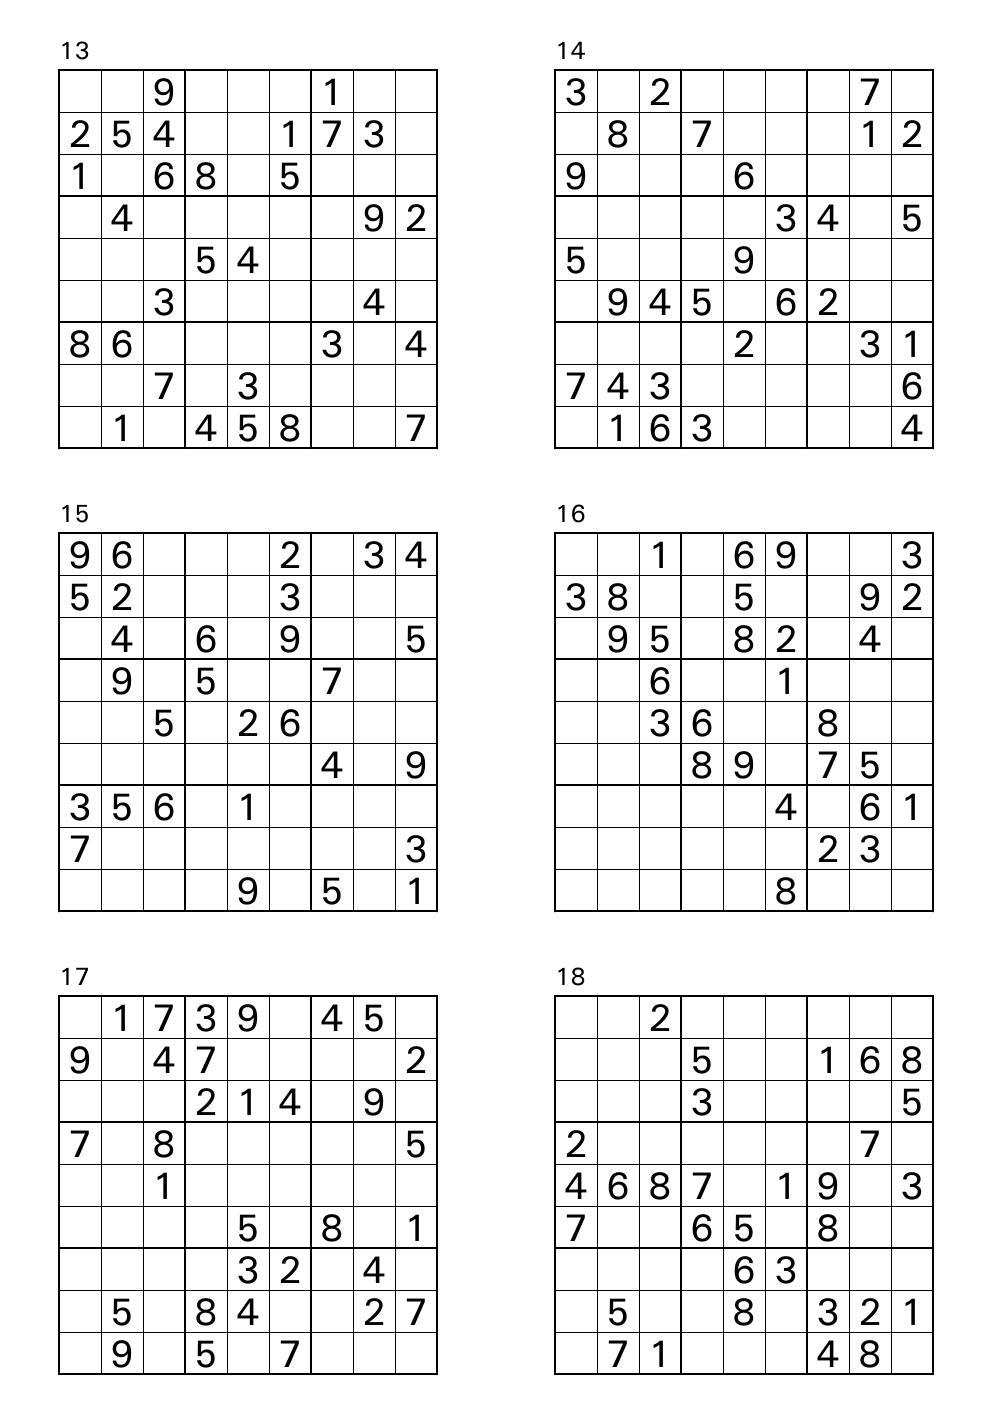 13
9 1
2 5 4 1 7 3
1 6 8 5
4 9 2
5 4
3 4
8 6 3 4
7 3
1 4 5 8 7
14
3 2 7
8 7 1 2
9 6
3 4 5
5 9
9 4 5 6 2
2 3 1
7 4 3 6
1 6 3 4
15
9 6 2 3 4
5 2 3
4 6 9 5
9 5 7
5 2 6
4 9
3 5 6 1
7 3
9 5 1
16
1 6 9 3
3 8 5 9 2
9 5 8 2 4
6 1
3 6 8
8 9 7 5
4 6 1
2 3
8
17
1 7 3 9 4 5
9 4 7 2
2 1 4 9
7 8 5
1
5 8 1
3 2 4
5 8 4 2 7
9 5 7
18
2
5 1 6 8
3 5
2 7
4 6 8 7 1 9 3
7 6 5 8
6 3
5 8 3 2 1
7 1 4 8